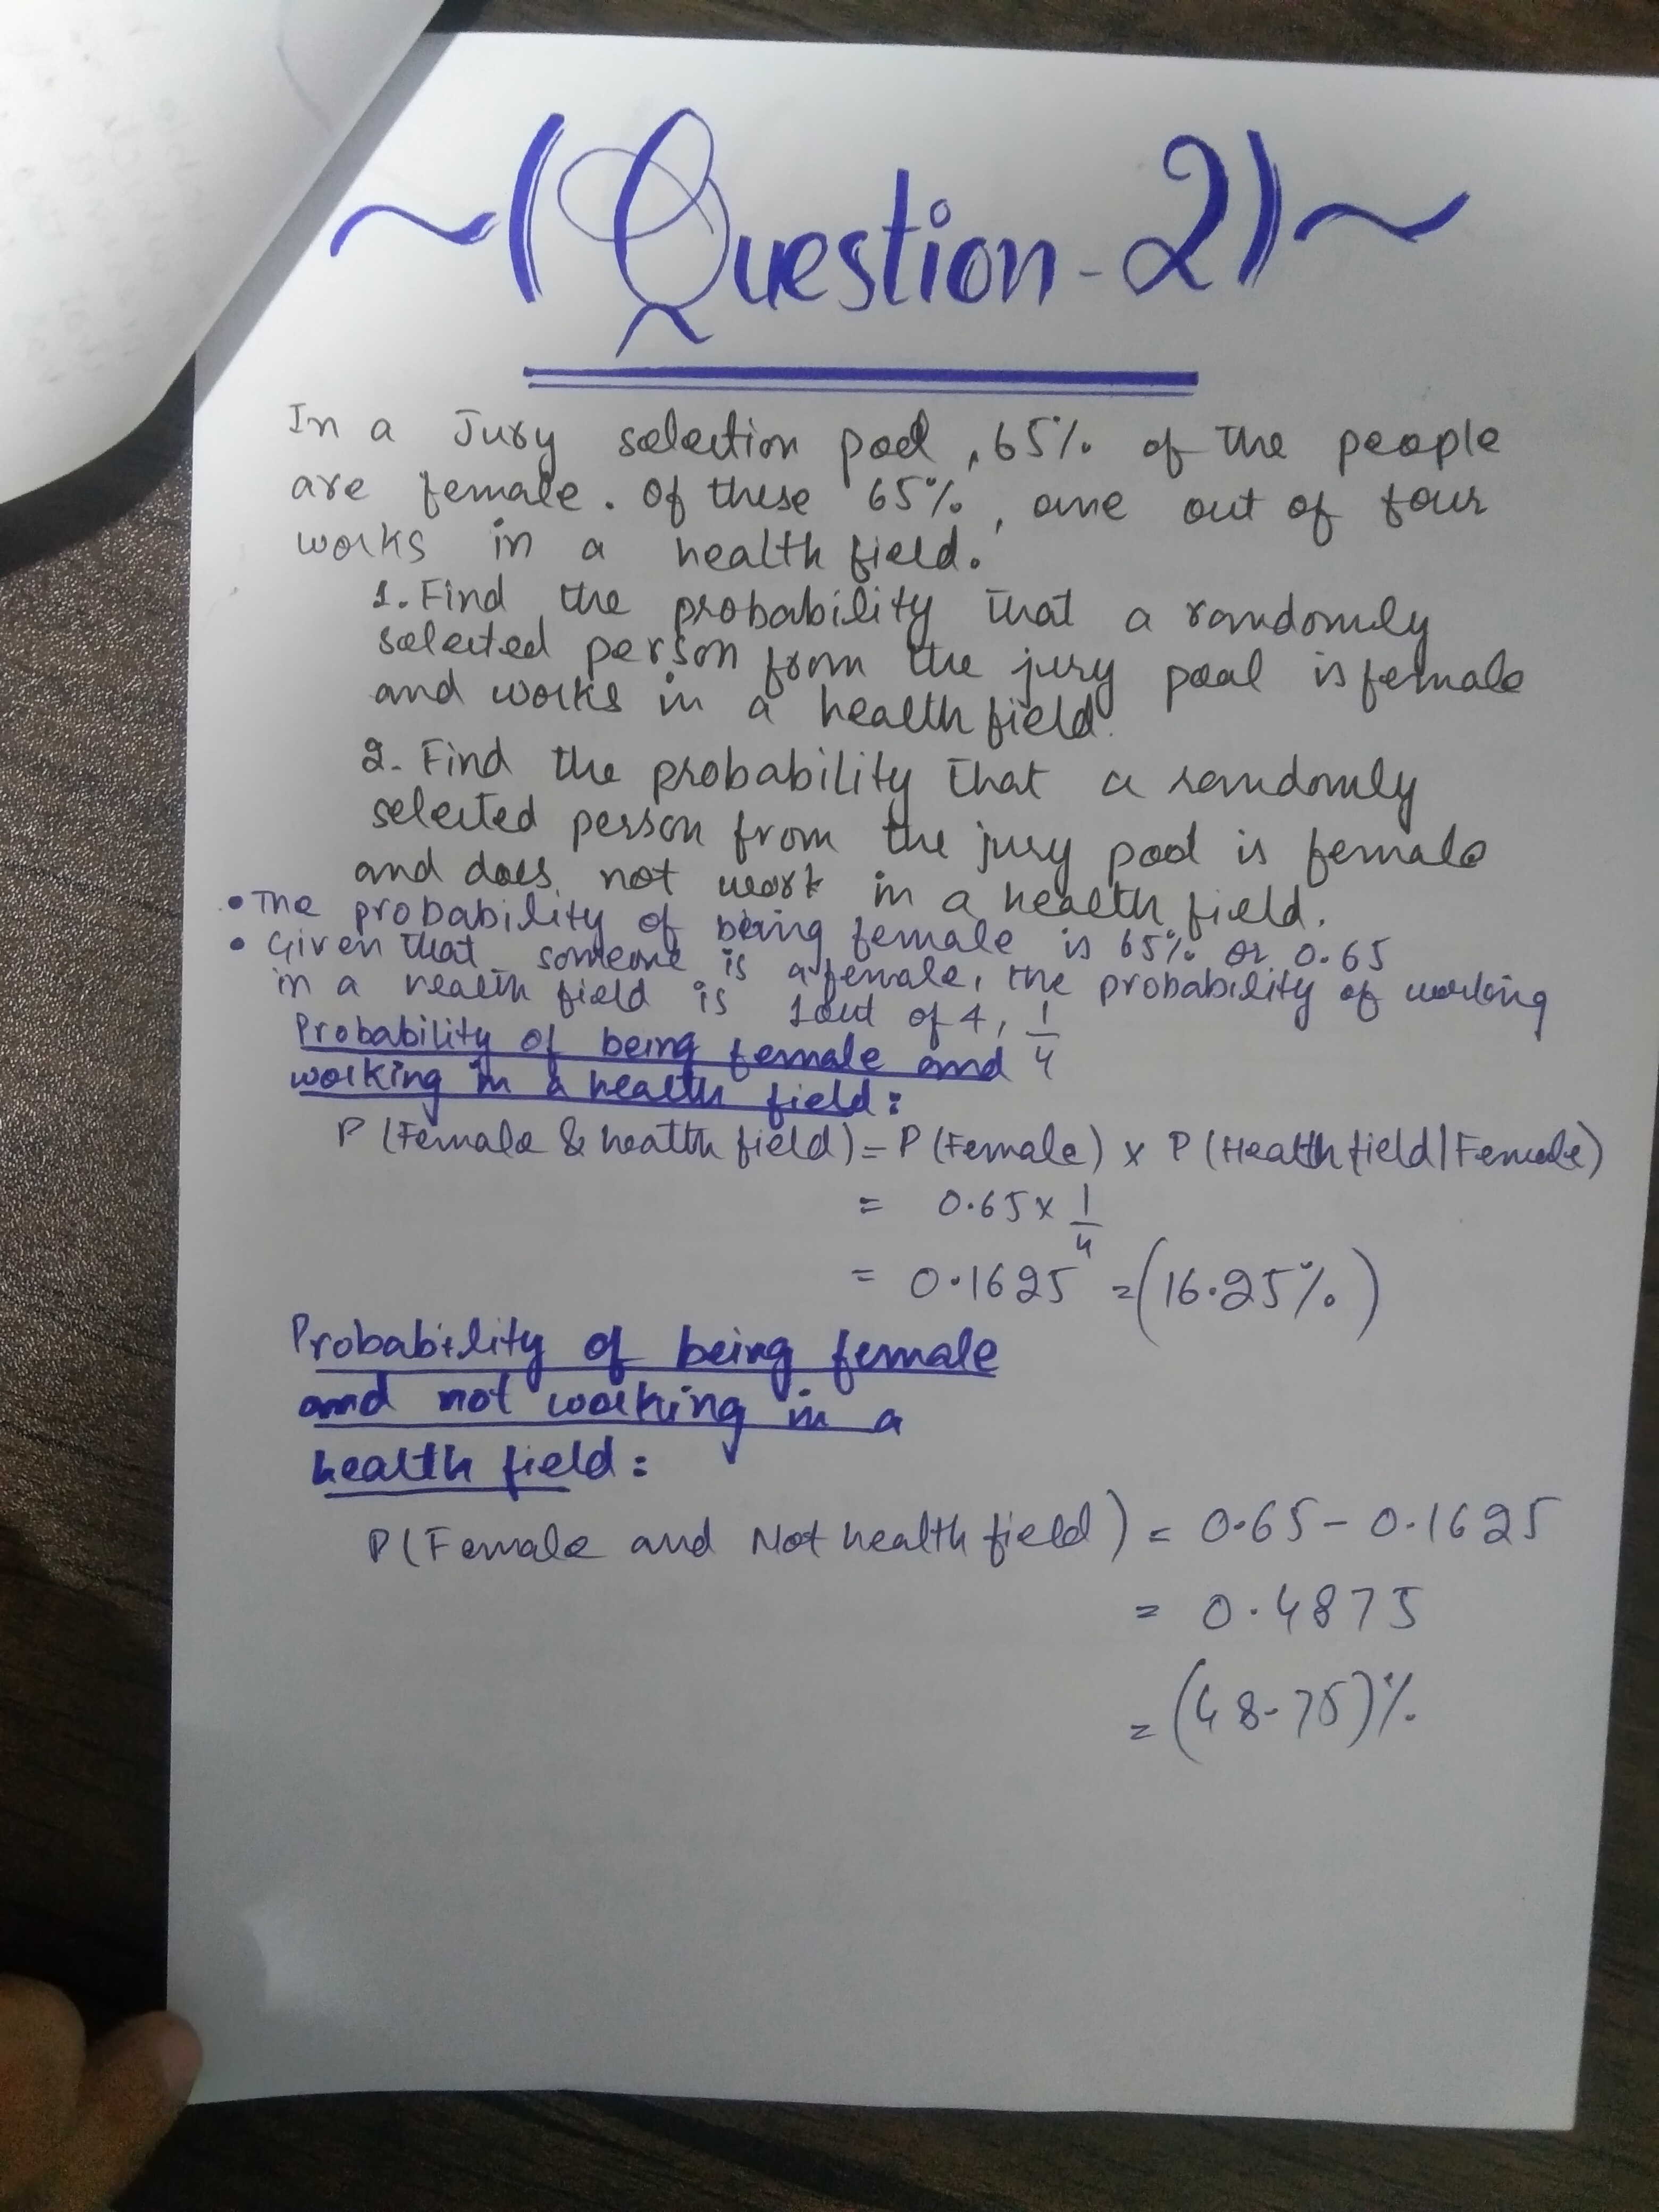 ~(Question-2)~
In a Jury selection pool, 65% of the people
are female. Of these 65%, one out of four
works in a health field.
1. Find the probability that a randomly
selected person from the jury pool is female
and works in a health field.
2. Find the probability that a randomly
selected person from the jury pool is female
and does not work in a health field.
• The probability of being female is 65% or 0.65
• Given that someone is a female, the probability of working
in a health field is 1 out of 4, 1/4
Probability of being female and
working in a health field:
P(Female & health field) = P(Female) x P(Health field|Female)
= 0.65 x 1/4
= 0.1625 = (16.25%)
Probability of being female
and not working in a
health field:
P(Female and Not health field) = 0.65 - 0.1625
= 0.4875
= (48.75)%